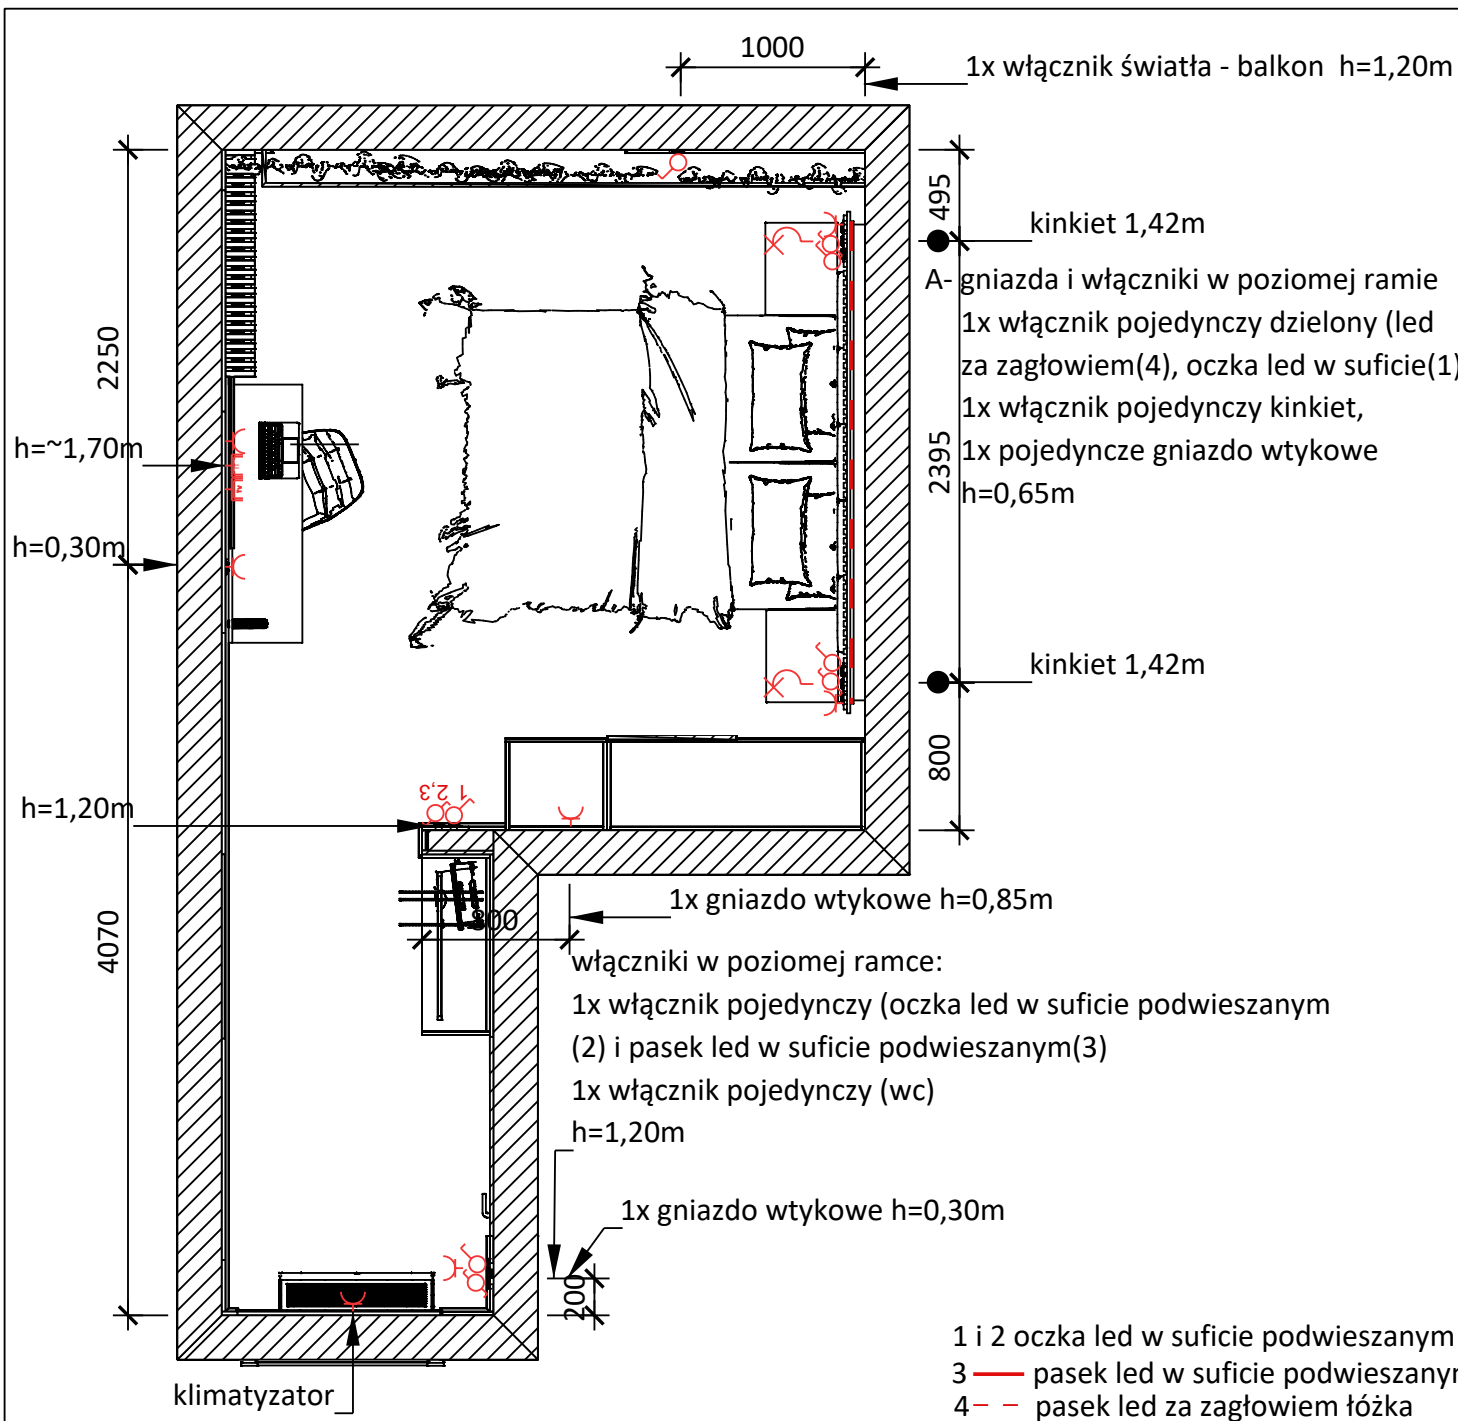 1000
1x włącznik światła - balkon h=1,20m
495
kinkiet 1,42m
A- gniazda i włączniki w poziomej ramie
1x włącznik pojedynczy dzielony (led
za zagłowiem(4), oczka led w suficie(1)
1x włącznik pojedynczy kinkiet,
1x pojedyncze gniazdo wtykowe
h=0,65m
2250
2395
h=~1,70m
h=0,30m
kinkiet 1,42m
800
1 2,3
h=1,20m
4070
1x gniazdo wtykowe h=0,85m
800
włączniki w poziomej ramce:
1x włącznik pojedynczy (oczka led w suficie podwieszanym
(2) i pasek led w suficie podwieszanym(3)
1x włącznik pojedynczy (wc)
h=1,20m
1x gniazdo wtykowe h=0,30m
200
klimatyzator
1 i 2 oczka led w suficie podwieszanym
3 pasek led w suficie podwieszanym
4 pasek led za zagłowiem łóżka